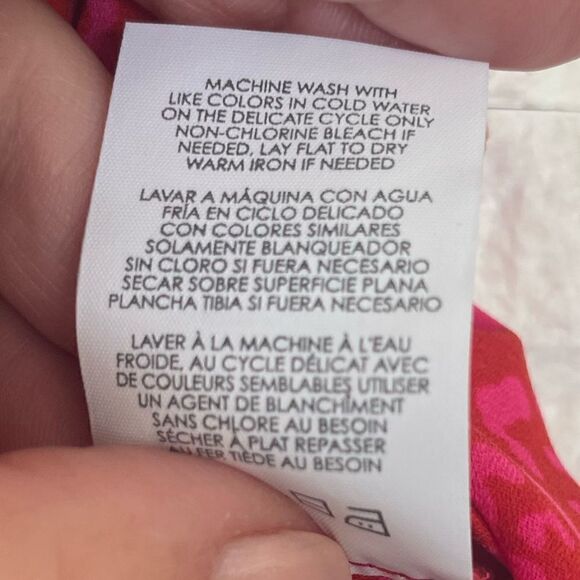 MACHINE WASH WITH
LIKE COLORS IN COLD WATER
ON THE DELICATE CYCLE ONLY
NON-CHLORINE BLEACH IF
NEEDED, LAY FLAT TO DRY
WARM IRON IF NEEDED
LAVAR A MÁQUINA CON AGUA
FRÍA EN CICLO DELICADO
CON COLORES SIMILARES
SOLAMENTE BLANQUEADOR
SIN CLORO SI FUERA NECESARIO
SECAR SOBRE SUPERFICIE PLANA
PLANCHA TIBIA SI FUERA NECESARIO
LAVER À LA MACHINE À L'EAU
FROIDE, AU CYCLE DÉLICAT AVEC
DE COULEURS SEMBLABLES UTILISER
UN AGENT DE BLANCHIMENT
SANS CHLORE AU BESOIN
SÉCHER À PLAT REPASSER
AU FER TIÈDE AU BESOIN